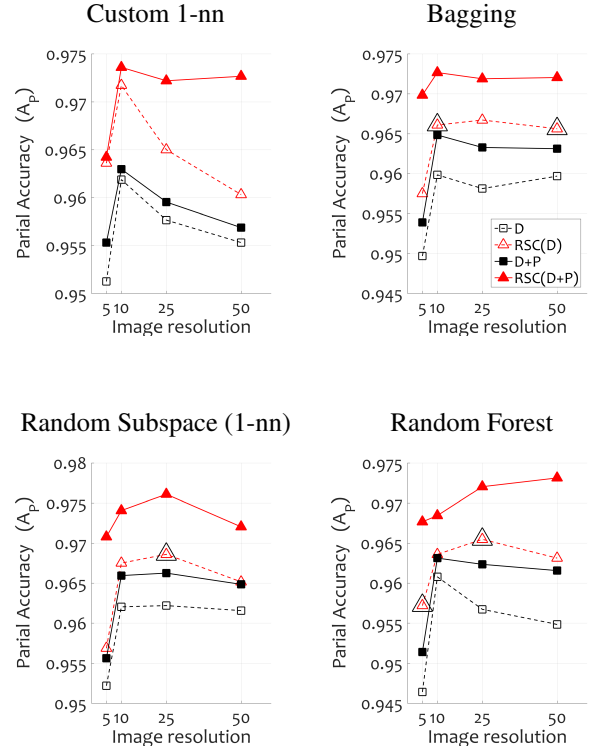 Custom 1-nn
Parial Accuracy (A_P)
0.975
0.97
0.965
0.96
0.955
0.95
5 10 25 50
Image resolution
Bagging
Parial Accuracy (A_P)
0.975
0.97
0.965
0.96
0.955
0.95
0.945
D
RSC(D)
D+P
RSC(D+P)
5 10 25 50
Image resolution
Random Subspace (1-nn)
Parial Accuracy (A_P)
0.98
0.975
0.97
0.965
0.96
0.955
0.95
5 10 25 50
Image resolution
Random Forest
Parial Accuracy (A_P)
0.975
0.97
0.965
0.96
0.955
0.95
0.945
5 10 25 50
Image resolution